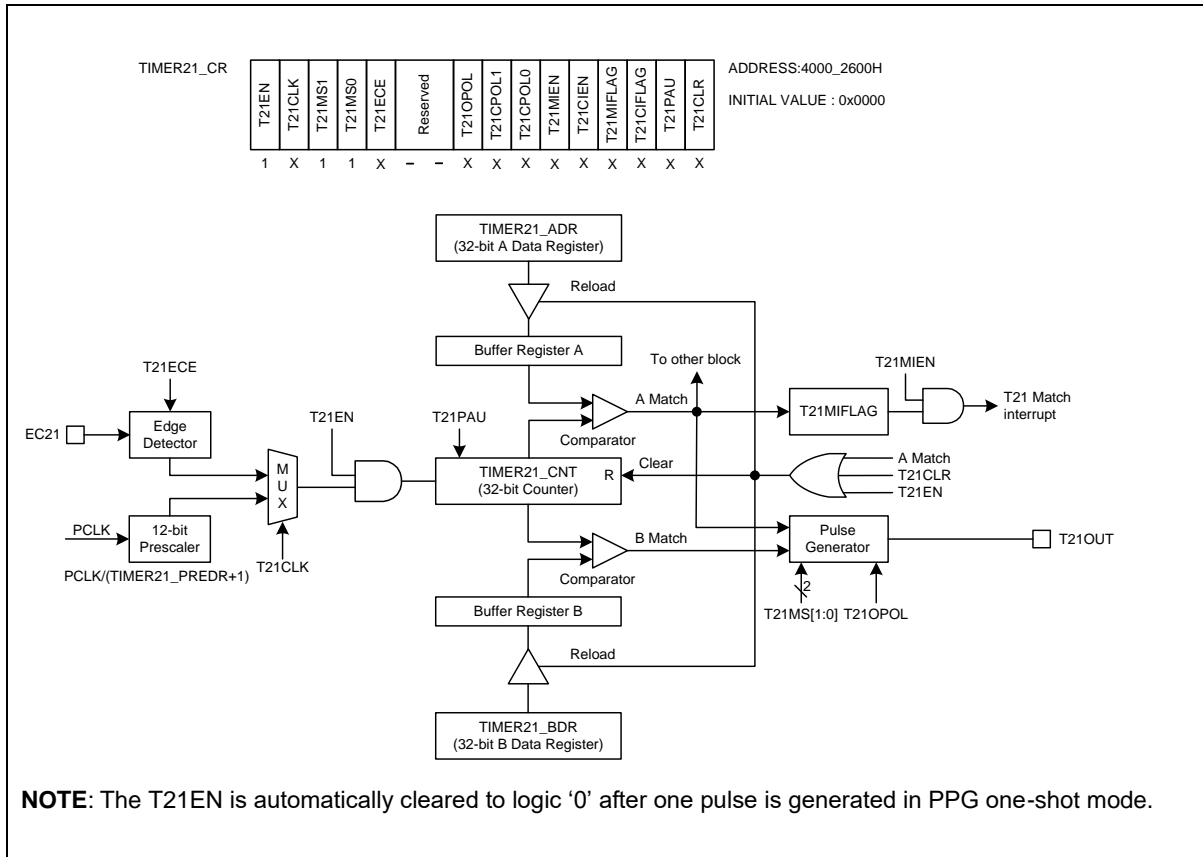 TIMER21_CR
T21EN
T21CLK
T21MS1
T21MS0
T21ECE
Reserved
T21OPOL
T21CPOL1
T21CPOL0
T21MIEN
T21CIEN
T21MIFLAG
T21CIFLAG
T21PAU
T21CLR
ADDRESS:4000_2600H
INITIAL VALUE : 0x0000
1 X 1 1 X – – X X X X X X X X X
TIMER21_ADR
(32-bit A Data Register)
Reload
Buffer Register A
To other block
T21MIEN
T21ECE
A Match
T21MIFLAG
T21 Match
interrupt
EC21
Edge
Detector
T21EN
T21PAU
Comparator
MUX
TIMER21_CNT
(32-bit Counter)
R
Clear
A Match
T21CLR
T21EN
PCLK
12-bit
Prescaler
PCLK/(TIMER21_PREDR+1)
T21CLK
B Match
Comparator
Pulse
Generator
T21OUT
2
T21MS[1:0]
T21OPOL
Buffer Register B
Reload
TIMER21_BDR
(32-bit B Data Register)
NOTE: The T21EN is automatically cleared to logic ‘0’ after one pulse is generated in PPG one-shot mode.